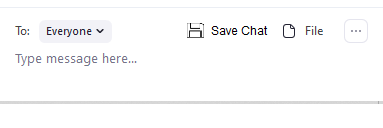 To: Everyone Save Chat File ...
Type message here...